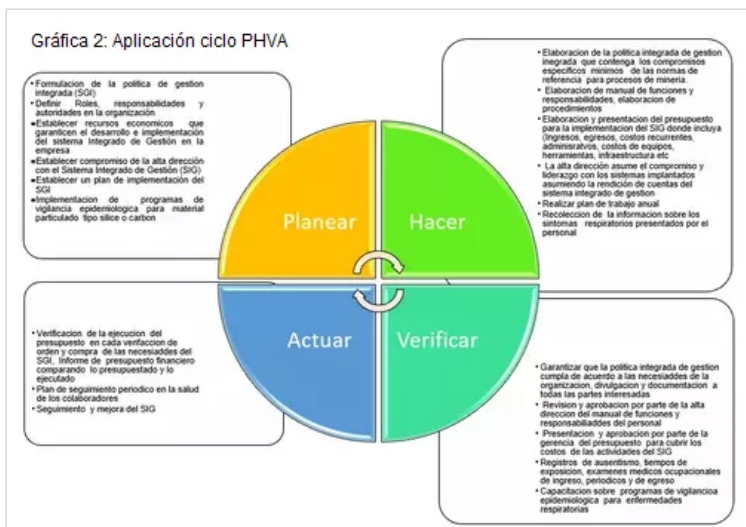 Gráfica 2: Aplicación ciclo PHVA
• Formulacion de la politica de gestion
integrada (SGI)
• Definir Roles, responsabilidades y
autoridades en la organización
● Establecer recursos economicos que
garanticen el desarrollo e implementación
del sistema Integrado de Gestión en la
empresa
● Establecer compromiso de la alta dirección
con el Sistema Integrado de Gestión (SIG)
● Establecer un plan de implementación del
SGI
● Implementacion de programas de
vigilancia epidemiologica para material
particulado tipo silice o carbon
• Elaboracion de la politica integrada de gestion
inegrada que contenga los compromisos
especificos minimos de las normas de
referencia para procesos de mineria.
• Elaboracion de manual de funciones y
responsabilidades, elaboracion de
procedimientos
• Elaboracion y presentacion del presupuesto
para la implementacion del SIG donde incluya
(Ingresos, egresos, costos recurrentes,
administrativos, costos de equipos,
herramientas, infraestructura etc
• La alta dirección asume el compromiso y
liderazgo con los sistemas implantados
asumiendo la rendición de cuentas del
sistema integrado de gestion
• Realizar plan de trabajo anual
• Recoleccion de la informacion sobre los
sintomas respiratorios presentados por el
personal
Planear
Hacer
Actuar
Verificar
• Verificacion de la ejecucion del
presupuesto en cada verifaccion de
orden y compra de las necesiaddes del
SGI, Informe de presupuesto financiero
comparando lo presupuestado y lo
ejecutado
• Plan de seguimiento periodico en la salud
de los colaboradores
• Seguimiento y mejora del SIG
• Garantizar que la politica integrada de gestion
cumpla de acuerdo a las necesiaddes de la
organizacion, divulgacion y documentacion a
todas las partes interesadas
• Revision y aprobacion por parte de la alta
direccion del manual de funciones y
responsabiliaddes del personal
• Presentacion y aprobacion por parte de la
gerencia del presupuesto para cubrir los
costos de las actividades del SIG
• Registros de ausentismo, tiempos de
exposicion, examenes medicos ocupacionales
de ingreso, periodicos y de egreso
• Capacitacion sobre programas de vigilancioa
epidemiologica para enfermedades
respiratorias